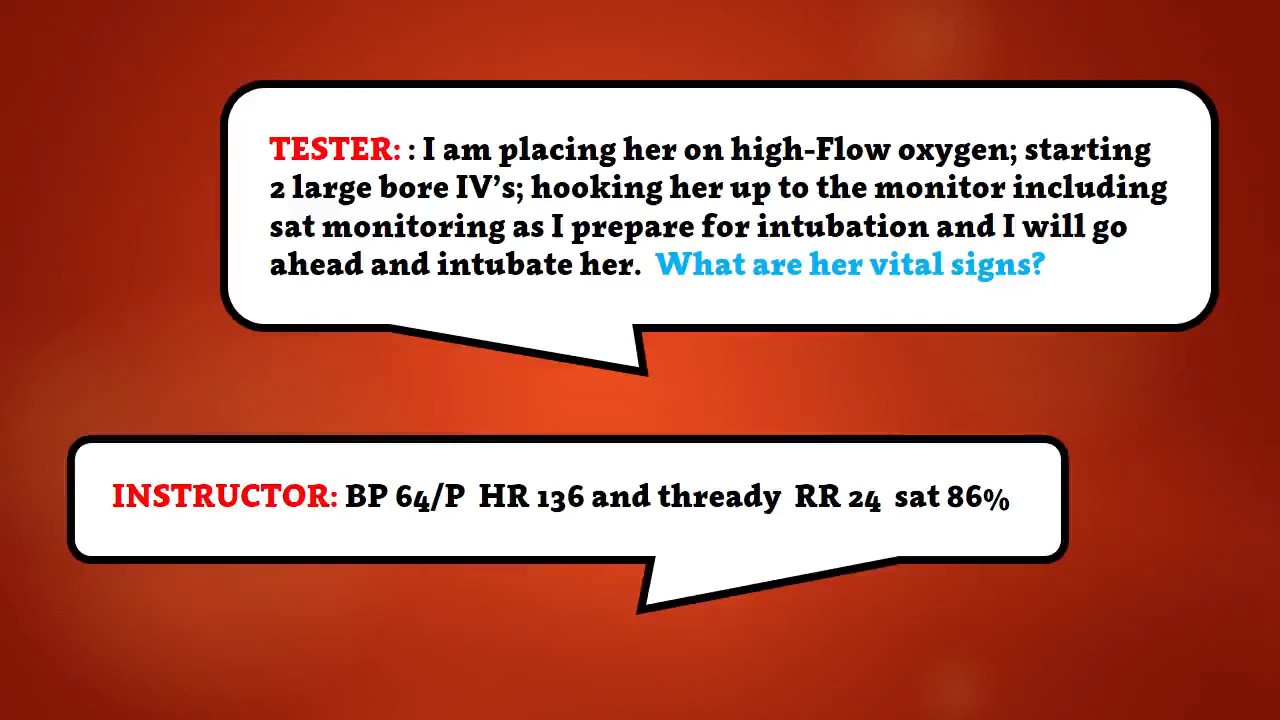 TESTER: : I am placing her on high-Flow oxygen; starting
2 large bore IV’s; hooking her up to the monitor including
sat monitoring as I prepare for intubation and I will go
ahead and intubate her. What are her vital signs?
INSTRUCTOR: BP 64/P HR 136 and thready RR 24 sat 86%